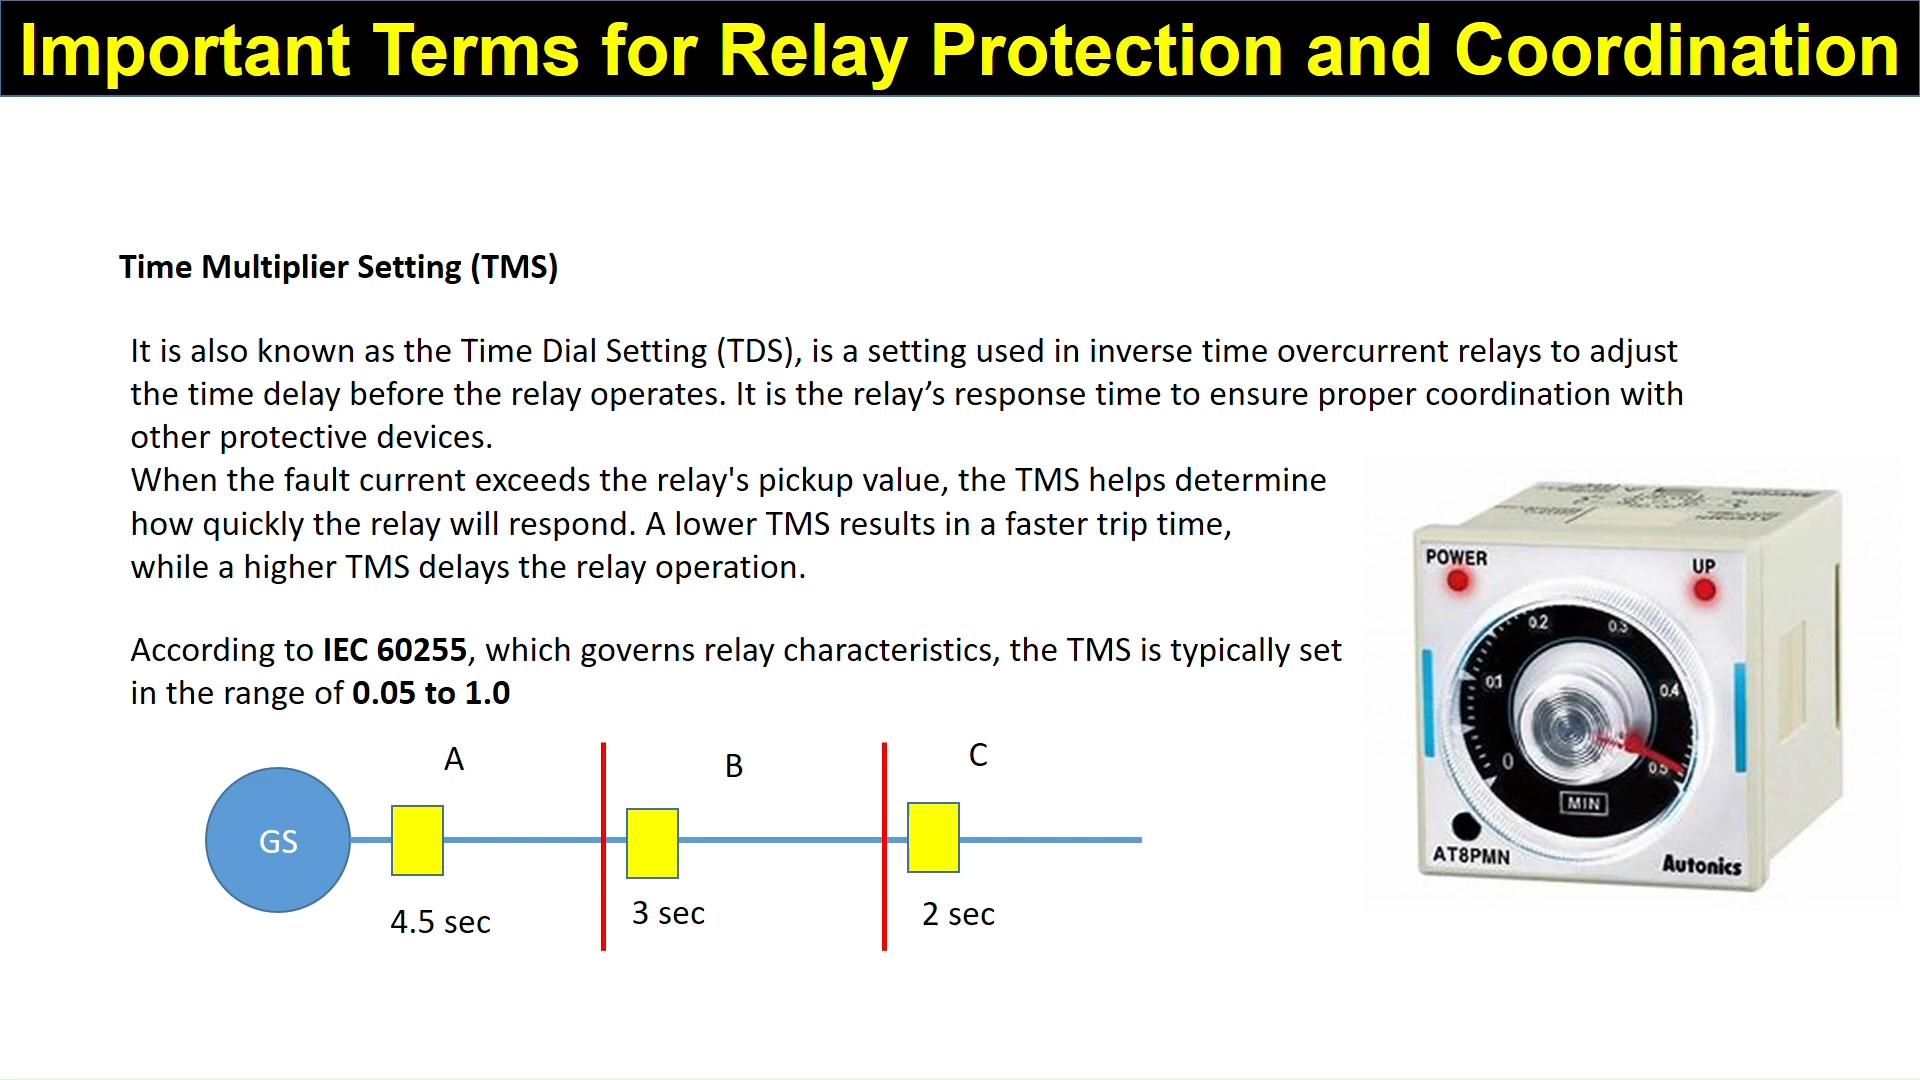 Important Terms for Relay Protection and Coordination
Time Multiplier Setting (TMS)
It is also known as the Time Dial Setting (TDS), is a setting used in inverse time overcurrent relays to adjust
the time delay before the relay operates. It is the relay’s response time to ensure proper coordination with
other protective devices.
When the fault current exceeds the relay's pickup value, the TMS helps determine
how quickly the relay will respond. A lower TMS results in a faster trip time,
while a higher TMS delays the relay operation.
According to IEC 60255, which governs relay characteristics, the TMS is typically set
in the range of 0.05 to 1.0
A
B
C
GS
4.5 sec
3 sec
2 sec
POWER
UP
0.2
0.3
0.1
0.4
0
0.5
MIN
AT8PMN
Autonics